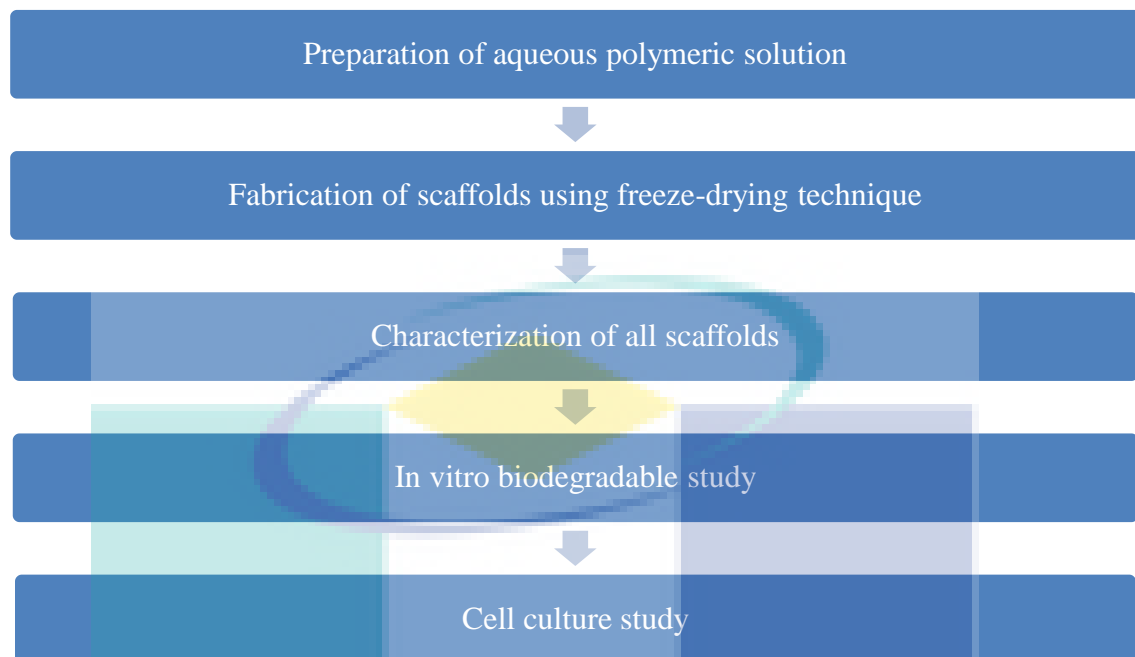 Preparation of aqueous polymeric solution
Fabrication of scaffolds using freeze-drying technique
Characterization of all scaffolds
In vitro biodegradable study
Cell culture study